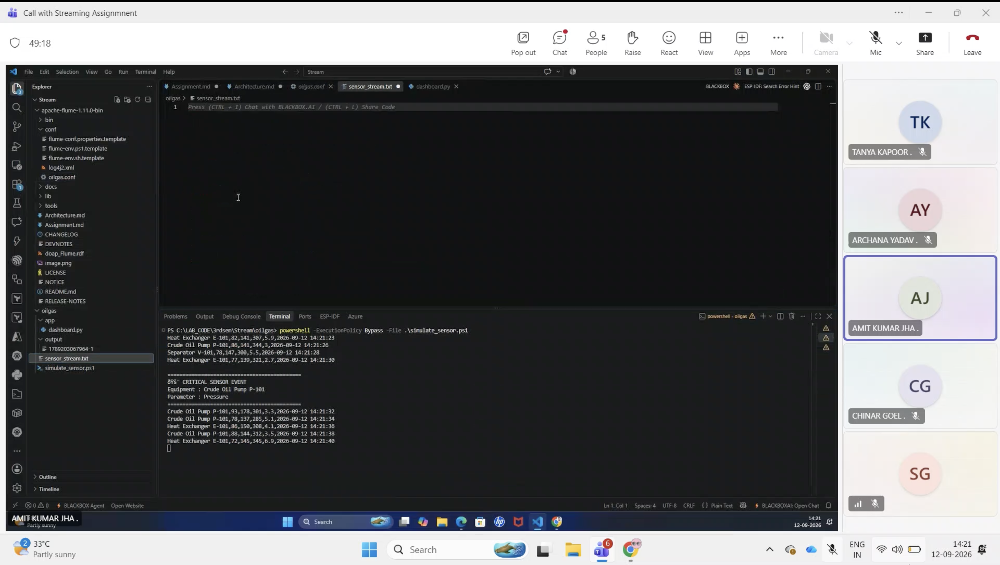 Call with Streaming Assignmnent
49:18
Pop out
Chat
5
People
Raise
React
View
Apps
More
Camera
Mic
Share
Leave
File Edit Selection View Go Run Terminal Help
Stream
Explorer
Assignment.md
Architecture.md
oilgas.conf
sensor_stream.txt
dashboard.py
BLACKBOX
ESP-IDF: Search Error Hint
oilgas > sensor_stream.txt
1 Press (CTRL + I) Chat with BLACKBOX.AI / (CTRL + L) Share Code
Stream
apache-flume-1.11.0-bin
bin
conf
flume-conf.properties.template
flume-env.ps1.template
flume-env.sh.template
log4j2.xml
oilgas.conf
docs
lib
tools
Architecture.md
Assignment.md
CHANGELOG
DEVNOTES
doap_Flume.rdf
image.png
LICENSE
NOTICE
README.md
RELEASE-NOTES
oilgas
app
dashboard.py
output
1789203067964-1
sensor_stream.txt
simulate_sensor.ps1
Outline
Timeline
3
1
Problems Output Debug Console Terminal Ports ESP-IDF Azure
powershell - oilgas
PS C:\LAB_CODE\3rdsem\Stream\oilgas> powershell -ExecutionPolicy Bypass -File .\simulate_sensor.ps1
Heat Exchanger E-101,82,141,307,5.9,2026-09-12 14:21:23
Crude Oil Pump P-101,86,141,344,3,2026-09-12 14:21:26
Separator V-101,78,147,300,5.5,2026-09-12 14:21:28
Heat Exchanger E-101,77,139,321,2.7,2026-09-12 14:21:30
============================================
ðŸš¨ CRITICAL SENSOR EVENT
Equipment : Crude Oil Pump P-101
Parameter : Pressure
============================================
Crude Oil Pump P-101,93,178,301,3.3,2026-09-12 14:21:32
Crude Oil Pump P-101,78,137,285,5.1,2026-09-12 14:21:34
Heat Exchanger E-101,86,150,308,4.1,2026-09-12 14:21:36
Crude Oil Pump P-101,88,144,312,3.5,2026-09-12 14:21:38
Heat Exchanger E-101,72,145,345,6.9,2026-09-12 14:21:40
0 0 BLACKBOX Agent Open Website
Ln 1, Col 1 Spaces: 4 UTF-8 CRLF { } Plain Text BLACKBOXAI: Open Chat
AMIT KUMAR JHA .
Partly sunny
Search
hp
14:21
12-09-2026
TK
TANYA KAPOOR .
AY
ARCHANA YADAV .
AJ
AMIT KUMAR JHA .
CG
CHINAR GOEL .
SG
2
33°C
Partly sunny
Search
6
ENG
IN
14:21
12-09-2026